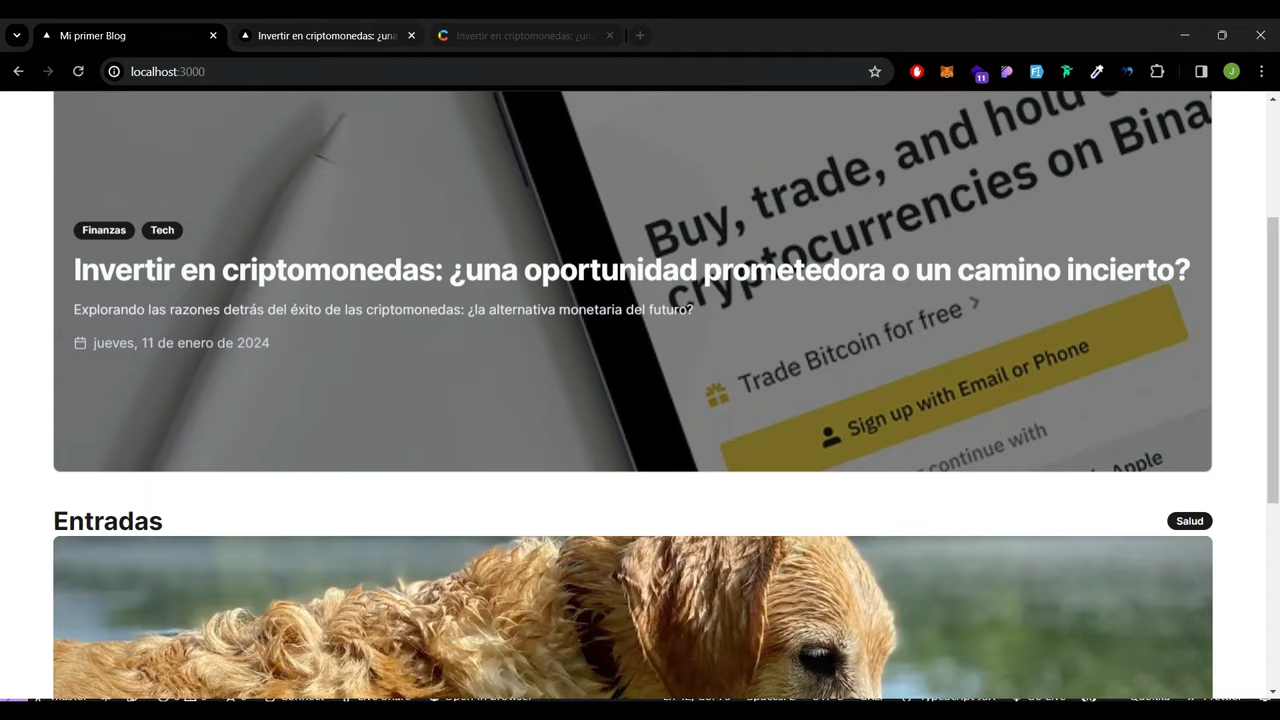 Mi primer Blog
Invertir en criptomonedas: ¿una
Invertir en criptomonedas: ¿una
localhost:3000
11
J
Buy, trade, and hold
cryptocurrencies on Bina
Trade Bitcoin for free >
Sign up with Email or Phone
continue with
Apple
Finanzas Tech
Invertir en criptomonedas: ¿una oportunidad prometedora o un camino incierto?
Explorando las razones detrás del éxito de las criptomonedas: ¿la alternativa monetaria del futuro?
jueves, 11 de enero de 2024
Entradas
Salud